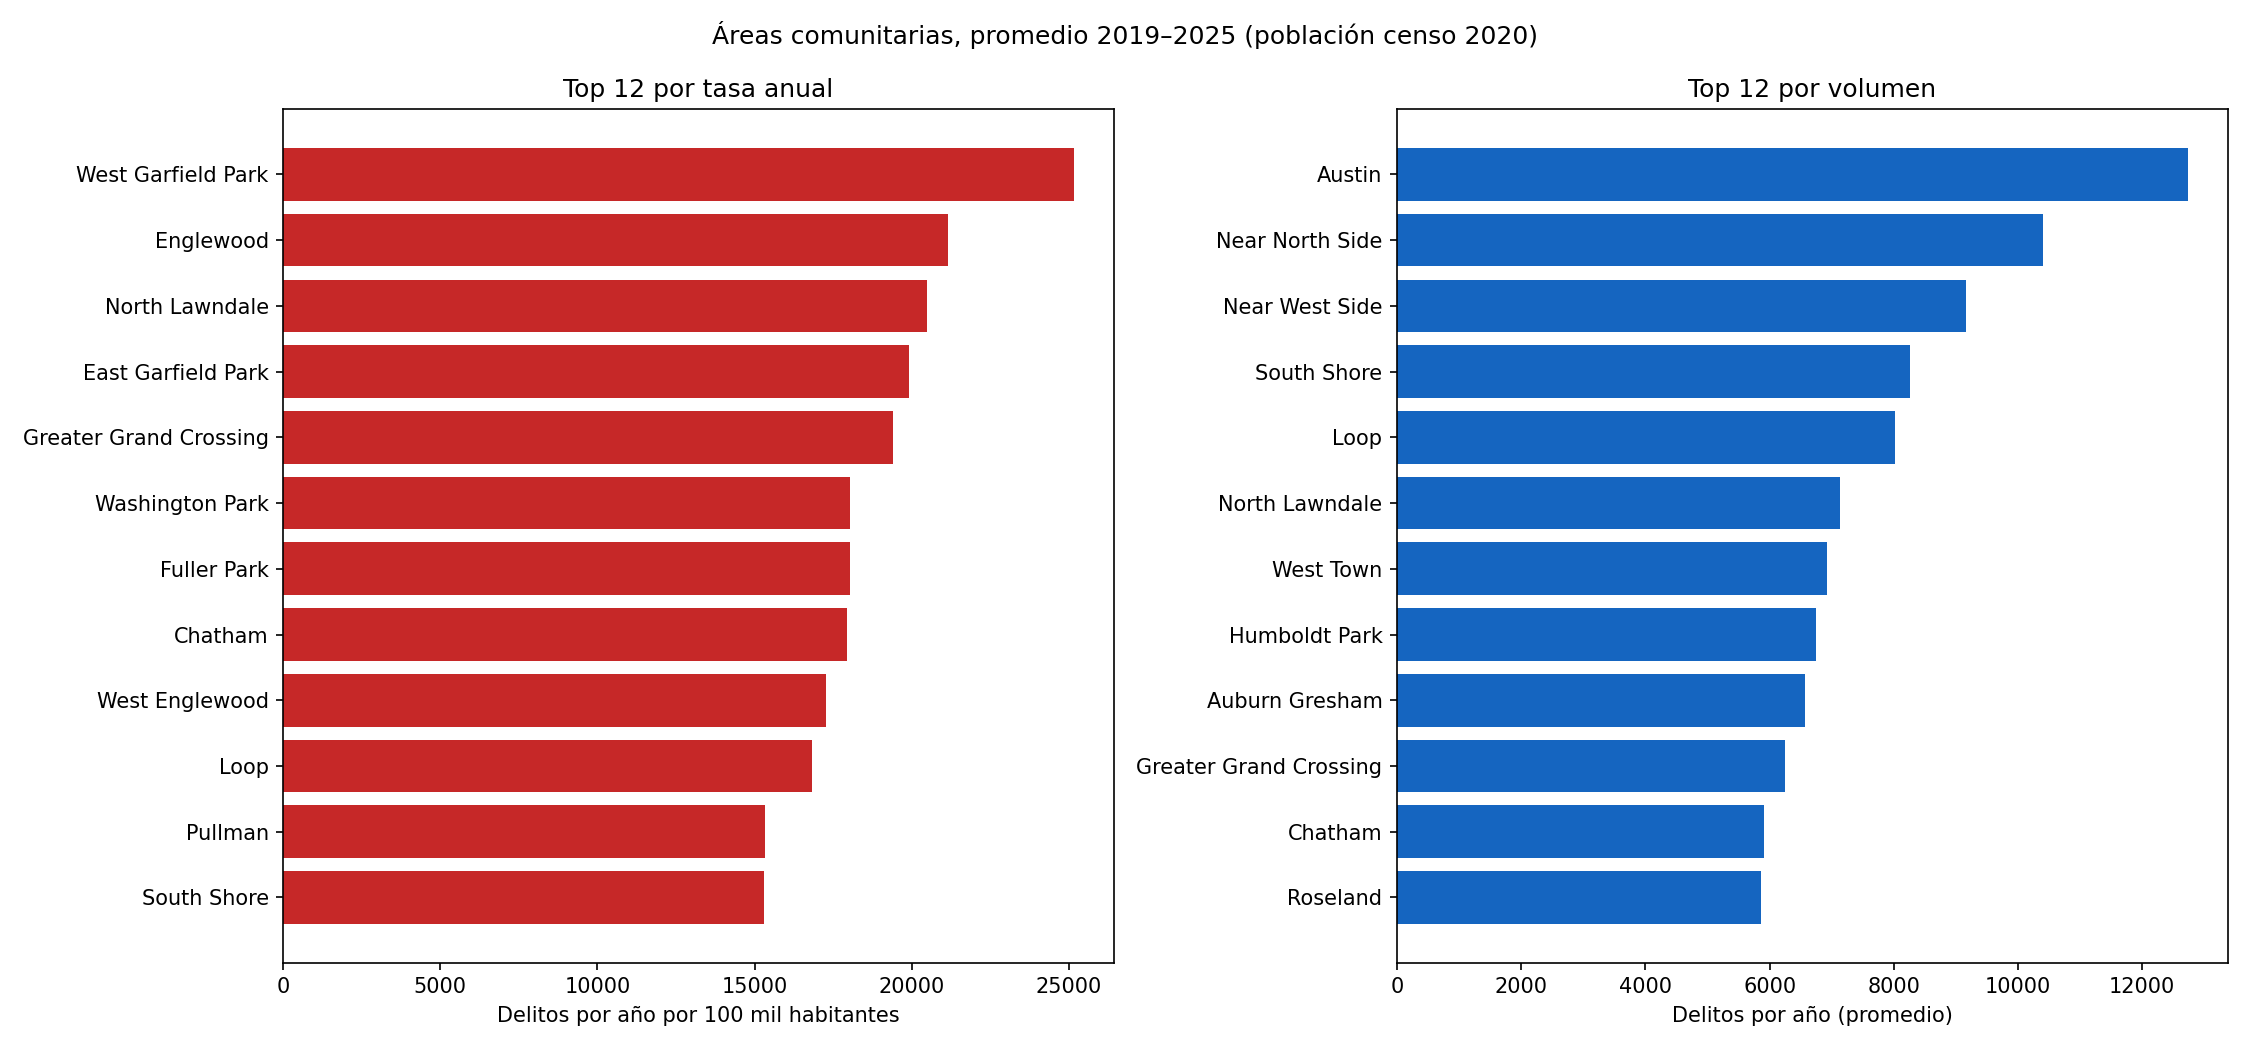 Áreas comunitarias, promedio 2019–2025 (población censo 2020)
Top 12 por tasa anual
West Garfield Park
Englewood
North Lawndale
East Garfield Park
Greater Grand Crossing
Washington Park
Fuller Park
Chatham
West Englewood
Loop
Pullman
South Shore
0 5000 10000 15000 20000 25000
Delitos por año por 100 mil habitantes
Top 12 por volumen
Austin
Near North Side
Near West Side
South Shore
Loop
North Lawndale
West Town
Humboldt Park
Auburn Gresham
Greater Grand Crossing
Chatham
Roseland
0 2000 4000 6000 8000 10000 12000
Delitos por año (promedio)